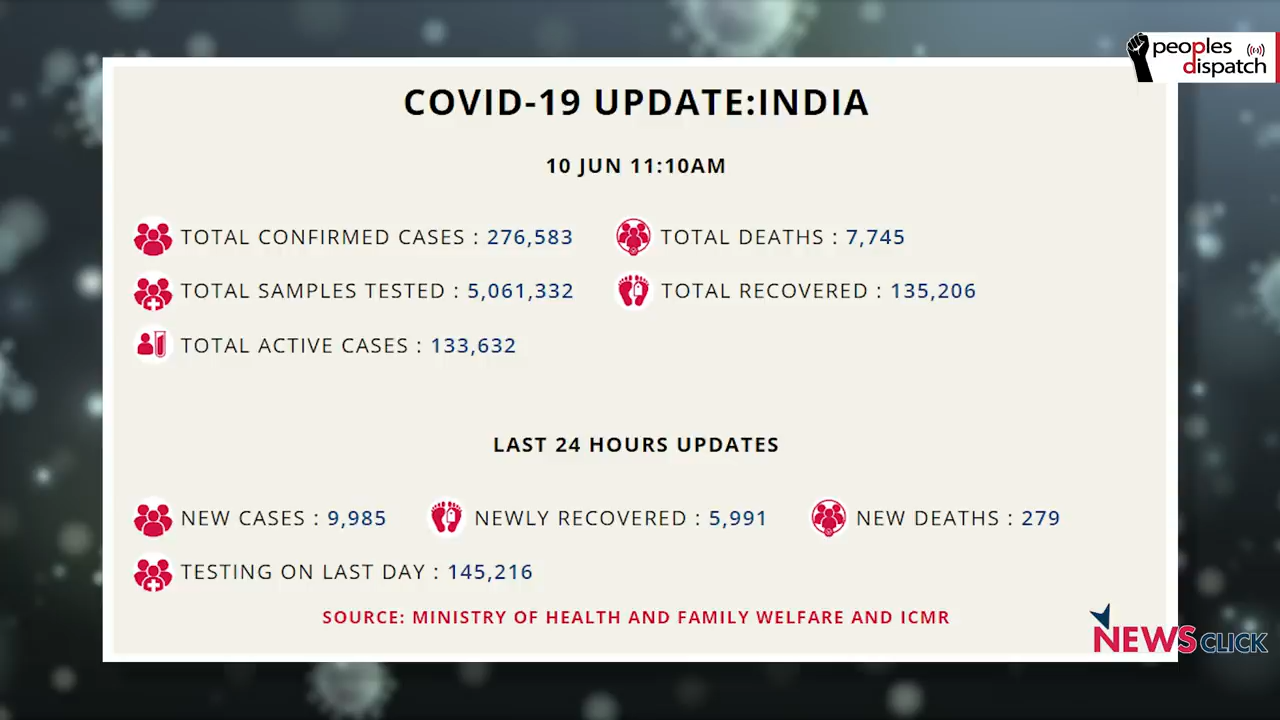 peoples
dispatch
COVID-19 UPDATE:INDIA
10 JUN 11:10AM
TOTAL CONFIRMED CASES : 276,583
TOTAL DEATHS : 7,745
TOTAL SAMPLES TESTED : 5,061,332
TOTAL RECOVERED : 135,206
TOTAL ACTIVE CASES : 133,632
LAST 24 HOURS UPDATES
NEW CASES : 9,985
NEWLY RECOVERED : 5,991
NEW DEATHS : 279
TESTING ON LAST DAY : 145,216
SOURCE: MINISTRY OF HEALTH AND FAMILY WELFARE AND ICMR
NEWSCLICK